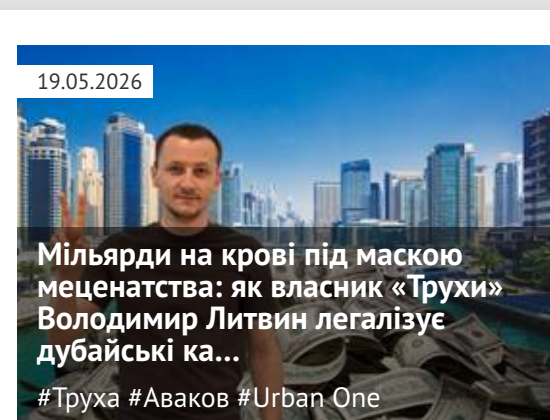 19.05.2026
Мільярди на крові під маскою
меценатства: як власник «Трухи»
Володимир Литвин легалізує
дубайські ка...
#Труха #Аваков #Urban One